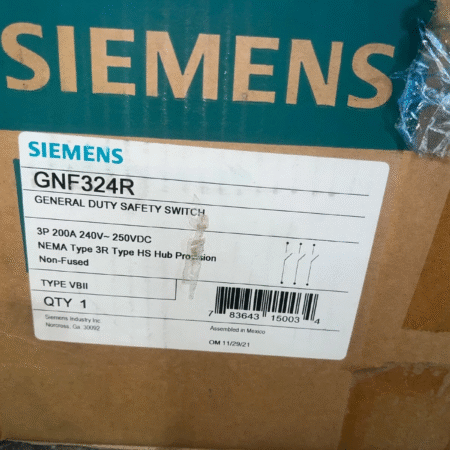 SIEMENS
SIEMENS
GNF324R
GENERAL DUTY SAFETY SWITCH
3P 200A 240V~ 250VDC
NEMA Type 3R Type HS Hub Provision
Non-Fused
TYPE VBII
QTY 1
Siemens Industry Inc.
Norcross, Ga 30092
7 83643 15003 4
Assembled in Mexico
OM 11/29/21